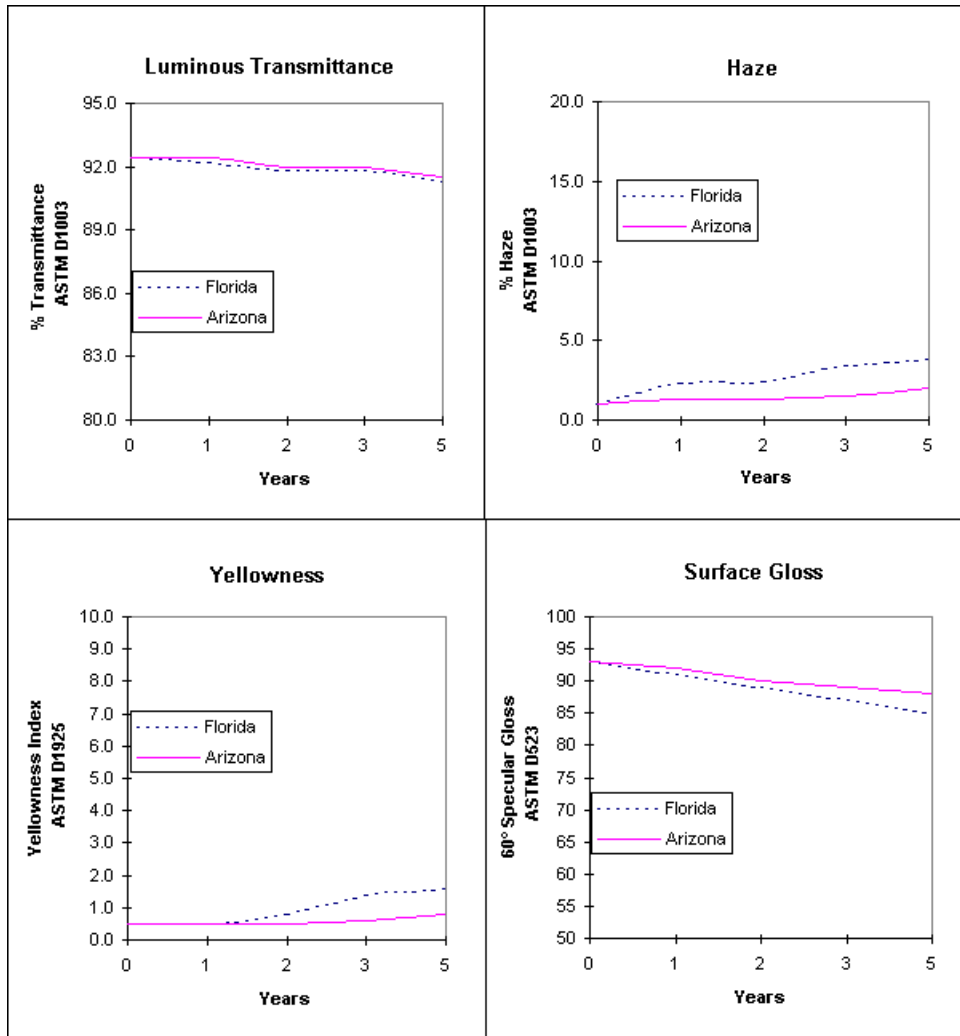 Luminous Transmittance
% Transmittance
ASTM D1003
95.0
92.0
89.0
86.0
83.0
80.0
Florida
Arizona
0 1 2 3 5
Years
Haze
% Haze
ASTM D1003
20.0
15.0
10.0
5.0
0.0
Florida
Arizona
0 1 2 3 5
Years
Yellowness
Yellowness Index
ASTM D1925
10.0
9.0
8.0
7.0
6.0
5.0
4.0
3.0
2.0
1.0
0.0
Florida
Arizona
0 1 2 3 5
Years
Surface Gloss
60° Specular Gloss
ASTM D523
100
95
90
85
80
75
70
65
60
55
50
Florida
Arizona
0 1 2 3 5
Years